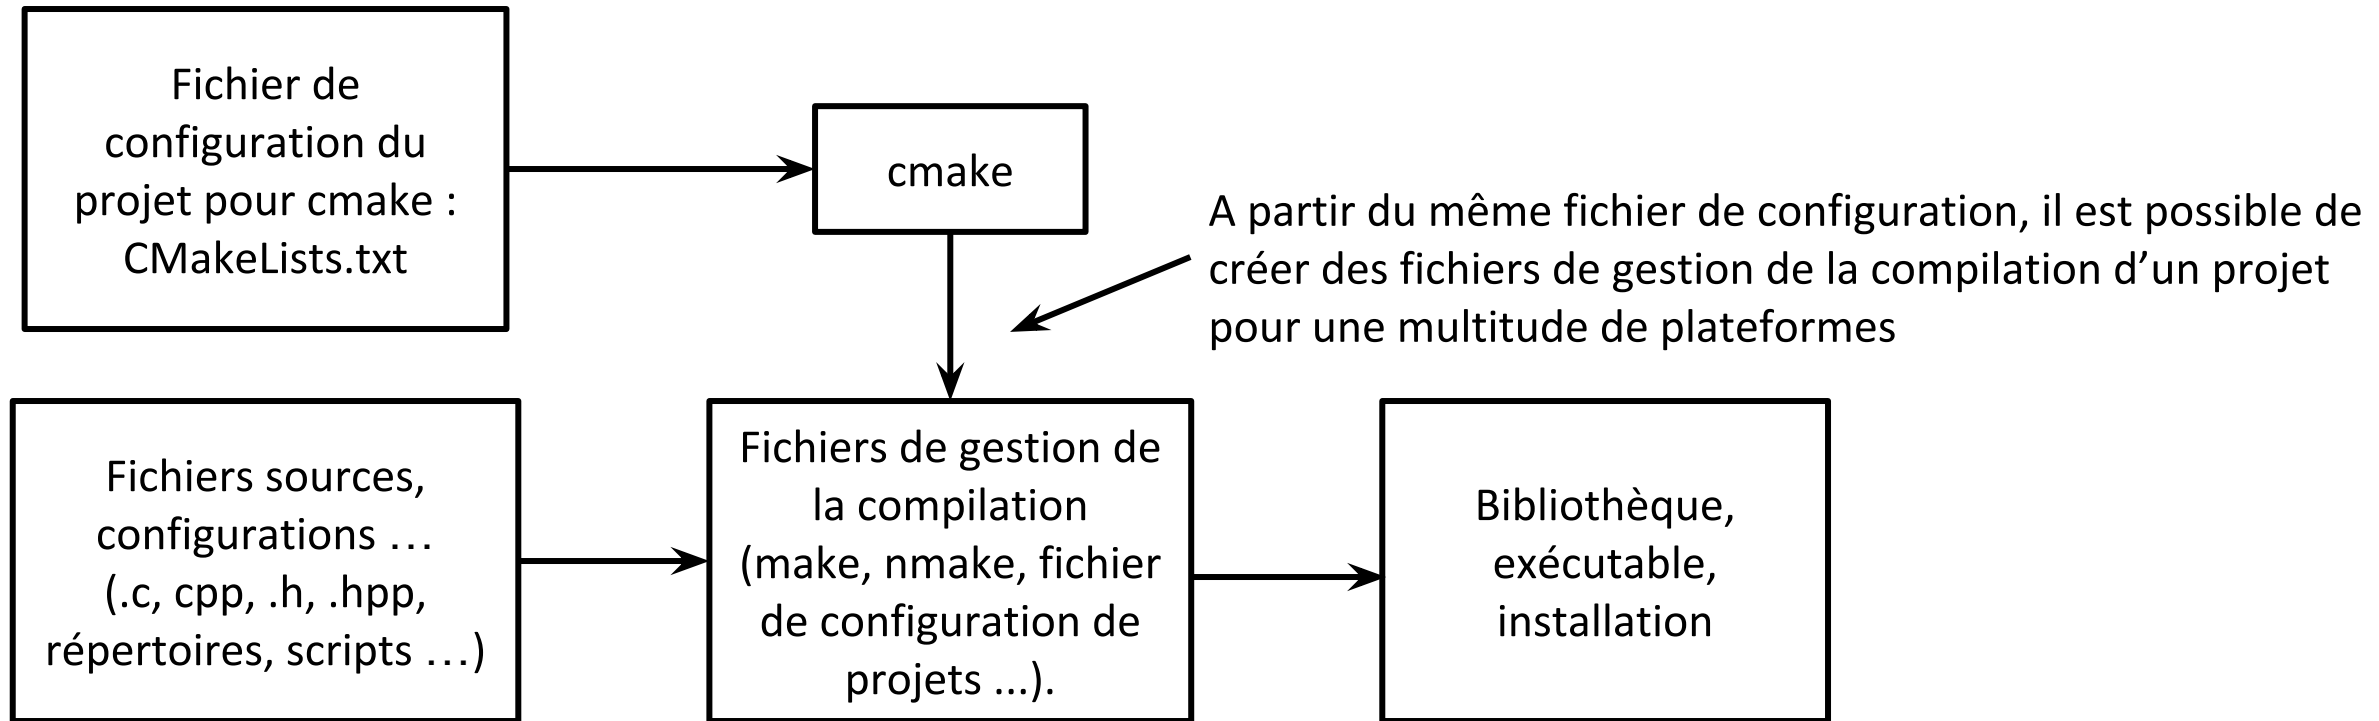 Fichier de
configuration du
projet pour cmake :
CMakeLists.txt
cmake
A partir du même fichier de configuration, il est possible de
créer des fichiers de gestion de la compilation d’un projet
pour une multitude de plateformes
Fichiers sources,
configurations …
(.c, cpp, .h, .hpp,
répertoires, scripts …)
Fichiers de gestion de
la compilation
(make, nmake, fichier
de configuration de
projets ...).
Bibliothèque,
exécutable,
installation